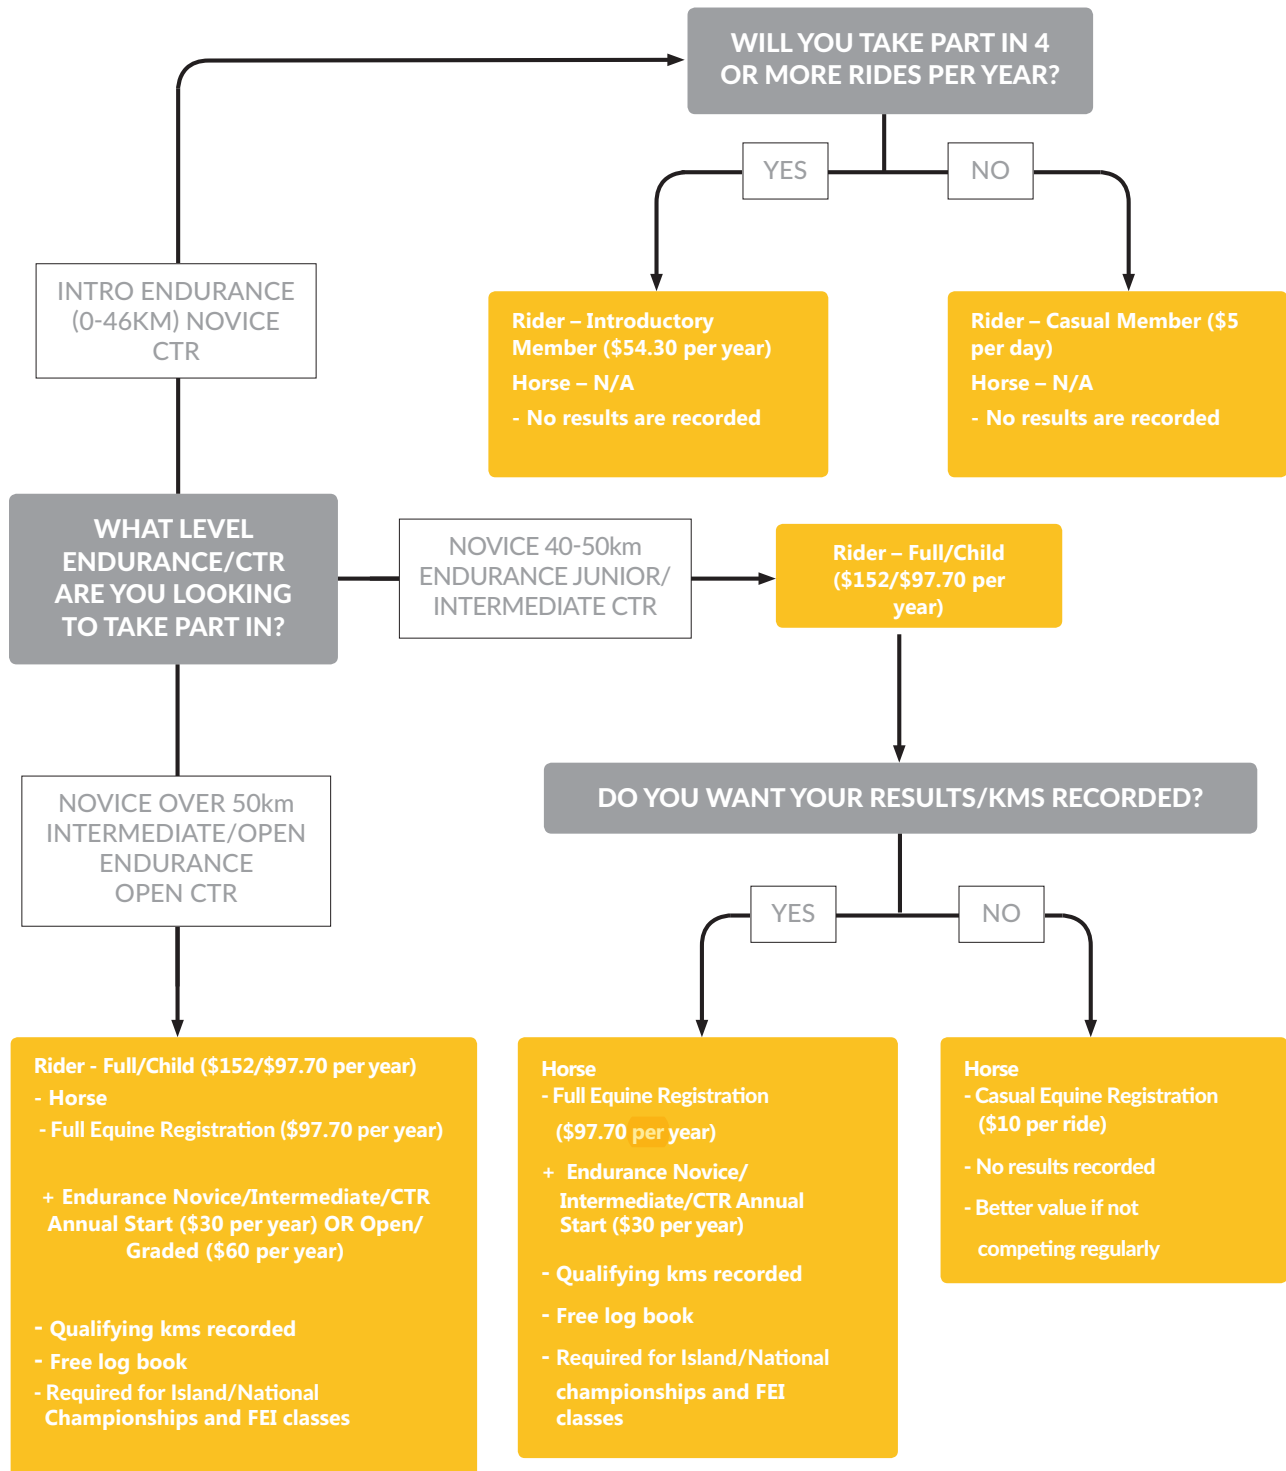 WILL YOU TAKE PART IN 4
OR MORE RIDES PER YEAR?
YES
NO
INTRO ENDURANCE
(0-46KM) NOVICE
CTR
Rider – Introductory
Member ($54.30 per year)
Horse – N/A
- No results are recorded
Rider – Casual Member ($5
per day)
Horse – N/A
- No results are recorded
WHAT LEVEL
ENDURANCE/CTR
ARE YOU LOOKING
TO TAKE PART IN?
NOVICE 40-50km
ENDURANCE JUNIOR/
INTERMEDIATE CTR
Rider – Full/Child
($152/$97.70 per
year)
NOVICE OVER 50km
INTERMEDIATE/OPEN
ENDURANCE
OPEN CTR
DO YOU WANT YOUR RESULTS/KMS RECORDED?
YES
NO
Rider - Full/Child ($152/$97.70 per year)
- Horse
- Full Equine Registration ($97.70 per year)
+ Endurance Novice/Intermediate/CTR
Annual Start ($30 per year) OR Open/
Graded ($60 per year)
- Qualifying kms recorded
- Free log book
- Required for Island/National
Championships and FEI classes
Horse
- Full Equine Registration
($97.70 per year)
+ Endurance Novice/
Intermediate/CTR Annual
Start ($30 per year)
- Qualifying kms recorded
- Free log book
- Required for Island/National
championships and FEI
classes
Horse
- Casual Equine Registration
($10 per ride)
- No results recorded
- Better value if not
competing regularly